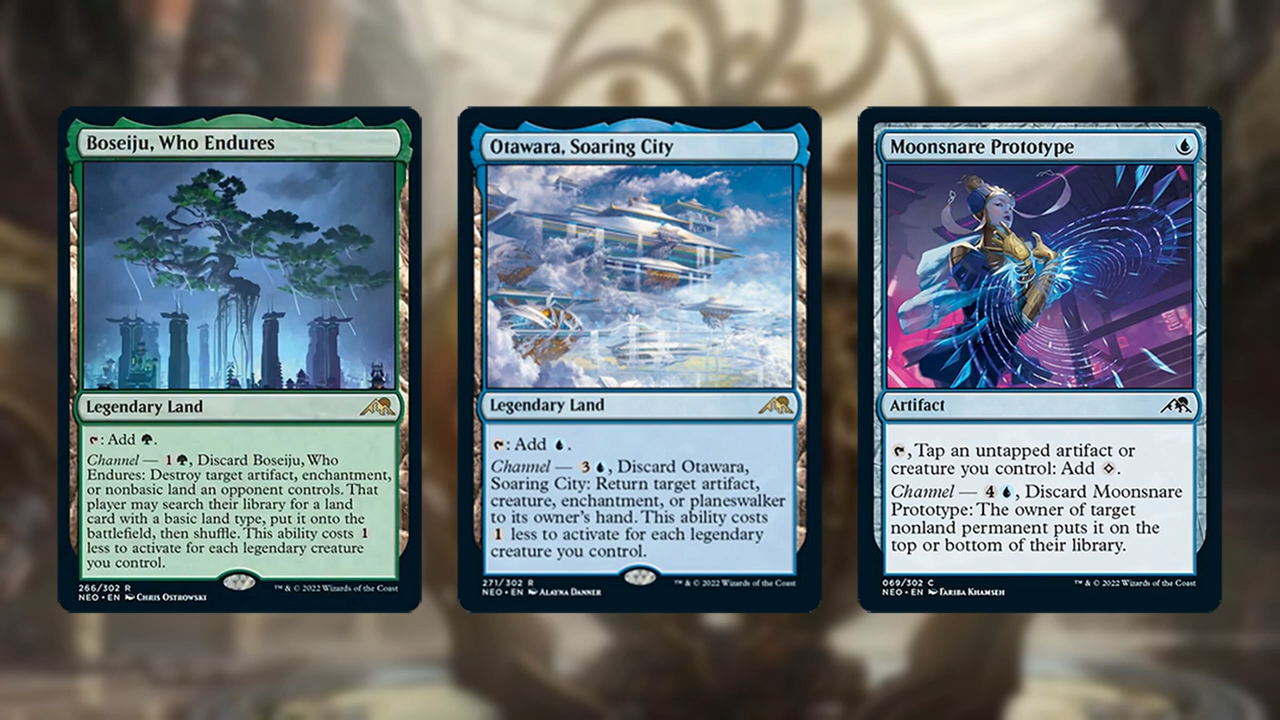 Boseiju, Who Endures
Legendary Land
: Add .
Channel — 1 , Discard Boseiju, Who
Endures: Destroy target artifact, enchantment,
or nonbasic land an opponent controls. That
player may search their library for a land
card with a basic land type, put it onto the
battlefield, then shuffle. This ability costs 1
less to activate for each legendary creature
you control.
266/302 R
NEO • EN Chris Ostrowski
™ & © 2022 Wizards of the Coast
Otawara, Soaring City
Legendary Land
: Add .
Channel — 3 , Discard Otawara,
Soaring City: Return target artifact,
creature, enchantment, or planeswalker
to its owner's hand. This ability costs
1 less to activate for each legendary
creature you control.
271/302 R
NEO • EN Alayna Danner
™ & © 2022 Wizards of the Coast
Moonsnare Prototype
Artifact
, Tap an untapped artifact or
creature you control: Add .
Channel — 4 , Discard Moonsnare
Prototype: The owner of target
nonland permanent puts it on the
top or bottom of their library.
069/302 C
NEO • EN Fariba Khamseh
™ & © 2022 Wizards of the Coast